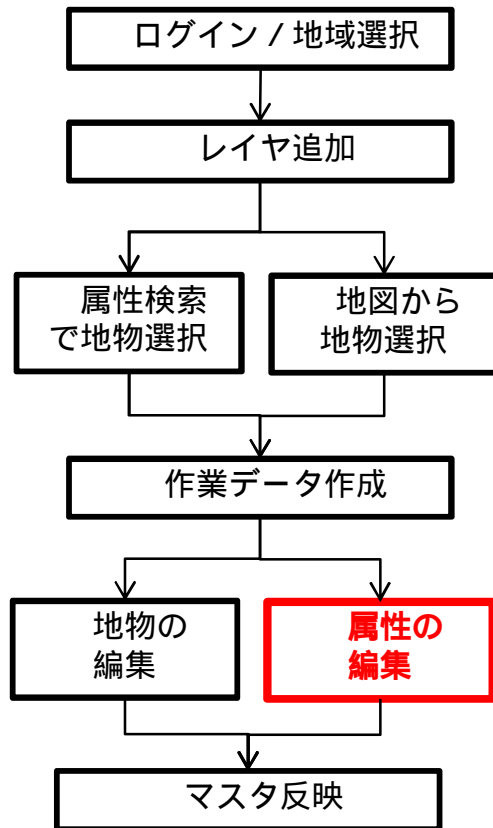 ログイン / 地域選択
レイヤ追加
属性検索
で地物選択
地図から
地物選択
作業データ作成
地物の
編集
属性の
編集
マスタ反映